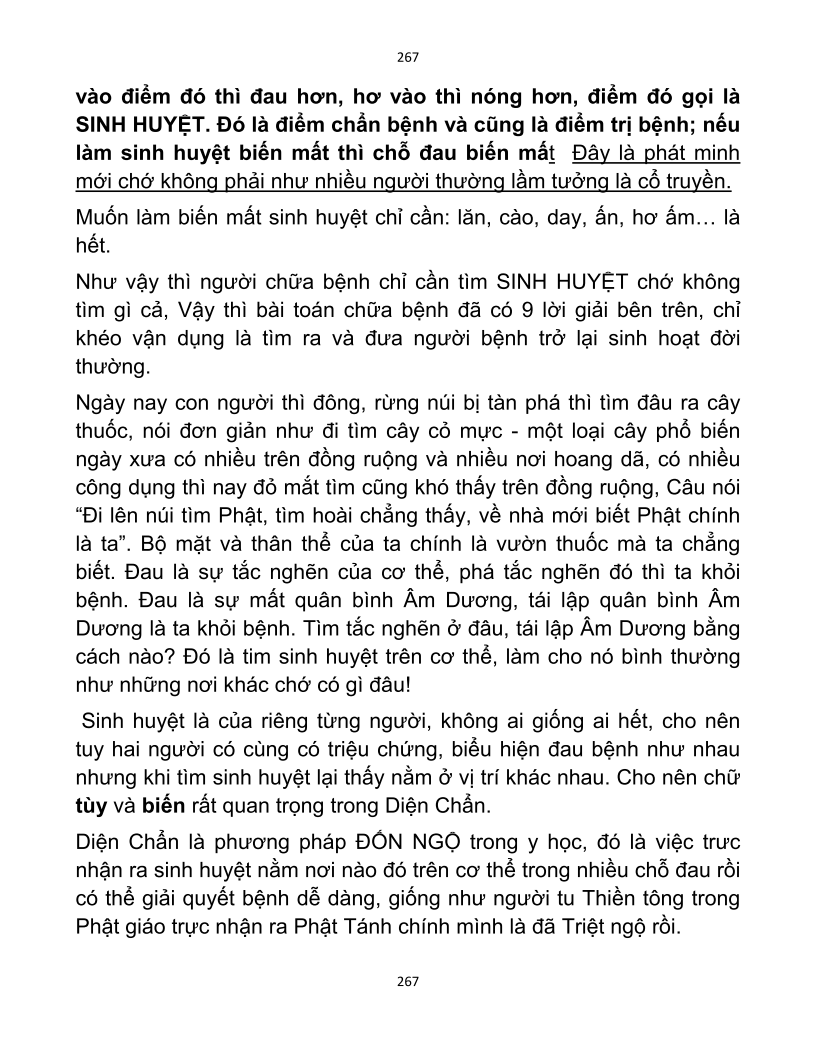 267
vào điểm đó thì đau hơn, hơ vào thì nóng hơn, điểm đó gọi là
SINH HUYỆT. Đó là điểm chẩn bệnh và cũng là điểm trị bệnh; nếu
làm sinh huyệt biến mất thì chỗ đau biến mất  Đây là phát minh
mới chớ không phải như nhiều người thường lầm tưởng là cổ truyền.
Muốn làm biến mất sinh huyệt chỉ cần: lăn, cào, day, ấn, hơ ấm… là
hết.
Như vậy thì người chữa bệnh chỉ cần tìm SINH HUYỆT chớ không
tìm gì cả, Vậy thì bài toán chữa bệnh đã có 9 lời giải bên trên, chỉ
khéo vận dụng là tìm ra và đưa người bệnh trở lại sinh hoạt đời
thường.
Ngày nay con người thì đông, rừng núi bị tàn phá thì tìm đâu ra cây
thuốc, nói đơn giản như đi tìm cây cỏ mực - một loại cây phổ biến
ngày xưa có nhiều trên đồng ruộng và nhiều nơi hoang dã, có nhiều
công dụng thì nay đỏ mắt tìm cũng khó thấy trên đồng ruộng, Câu nói
“Đi lên núi tìm Phật, tìm hoài chẳng thấy, về nhà mới biết Phật chính
là ta”. Bộ mặt và thân thể của ta chính là vườn thuốc mà ta chẳng
biết. Đau là sự tắc nghẽn của cơ thể, phá tắc nghẽn đó thì ta khỏi
bệnh. Đau là sự mất quân bình Âm Dương, tái lập quân bình Âm
Dương là ta khỏi bệnh. Tìm tắc nghẽn ở đâu, tái lập Âm Dương bằng
cách nào? Đó là tim sinh huyệt trên cơ thể, làm cho nó bình thường
như những nơi khác chớ có gì đâu!
Sinh huyệt là của riêng từng người, không ai giống ai hết, cho nên
tuy hai người có cùng có triệu chứng, biểu hiện đau bệnh như nhau
nhưng khi tìm sinh huyệt lại thấy nằm ở vị trí khác nhau. Cho nên chữ
tùy và biến rất quan trọng trong Diện Chẩn.
Diện Chẩn là phương pháp ĐỐN NGỘ trong y học, đó là việc trưc
nhận ra sinh huyệt nằm nơi nào đó trên cơ thể trong nhiều chỗ đau rồi
có thể giải quyết bệnh dễ dàng, giống như người tu Thiền tông trong
Phật giáo trực nhận ra Phật Tánh chính mình là đã Triệt ngộ rồi.
267